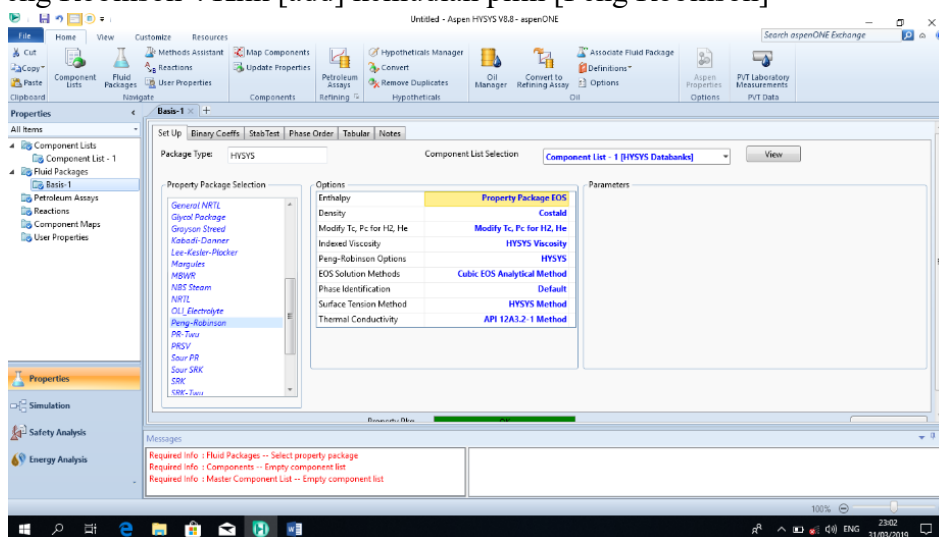 Untitled - Aspen HYSYS V8.8 - aspenONE
File Home View Customize Resources Search aspenONE Exchange
Cut
Copy
Paste
Clipboard
Component Lists
Fluid Packages
Navigate
Methods Assistant
Reactions
User Properties
Map Components
Update Properties
Components
Petroleum Assays
Refining
Hypotheticals Manager
Convert
Remove Duplicates
Hypotheticals
Oil Manager
Convert to Refining Assay
Associate Fluid Package
Definitions
Options
Oil
Aspen Properties
Options
PVT Laboratory Measurements
PVT Data
Properties
All Items
Component Lists
Component List - 1
Fluid Packages
Basis-1
Petroleum Assays
Reactions
Component Maps
User Properties
Properties
Simulation
Safety Analysis
Energy Analysis
Basis-1 +
Set Up Binary Coeffs StabTest Phase Order Tabular Notes
Package Type: HYSYS Component List Selection Component List - 1 [HYSYS Databanks] View
Property Package Selection
General NRTL
Glycol Package
Grayson Streed
Kabadi-Danner
Lee-Kesler-Plocker
Margules
MBWR
NBS Steam
NRTL
OLI_Electrolyte
Peng-Robinson
PR-Twu
PRSV
Sour PR
Sour SRK
SRK
SRK-Twu
Options
Enthalpy Property Package EOS
Density Costald
Modify Tc, Pc for H2, He Modify Tc, Pc for H2, He
Indexed Viscosity HYSYS Viscosity
Peng-Robinson Options HYSYS
EOS Solution Methods Cubic EOS Analytical Method
Phase Identification Default
Surface Tension Method HYSYS Method
Thermal Conductivity API 12A3.2-1 Method
Parameters
Messages
Required Info : Fluid Packages -- Select property package
Required Info : Components -- Empty component list
Required Info : Master Component List -- Empty component list
100%
ENG
23:02
31/03/2019